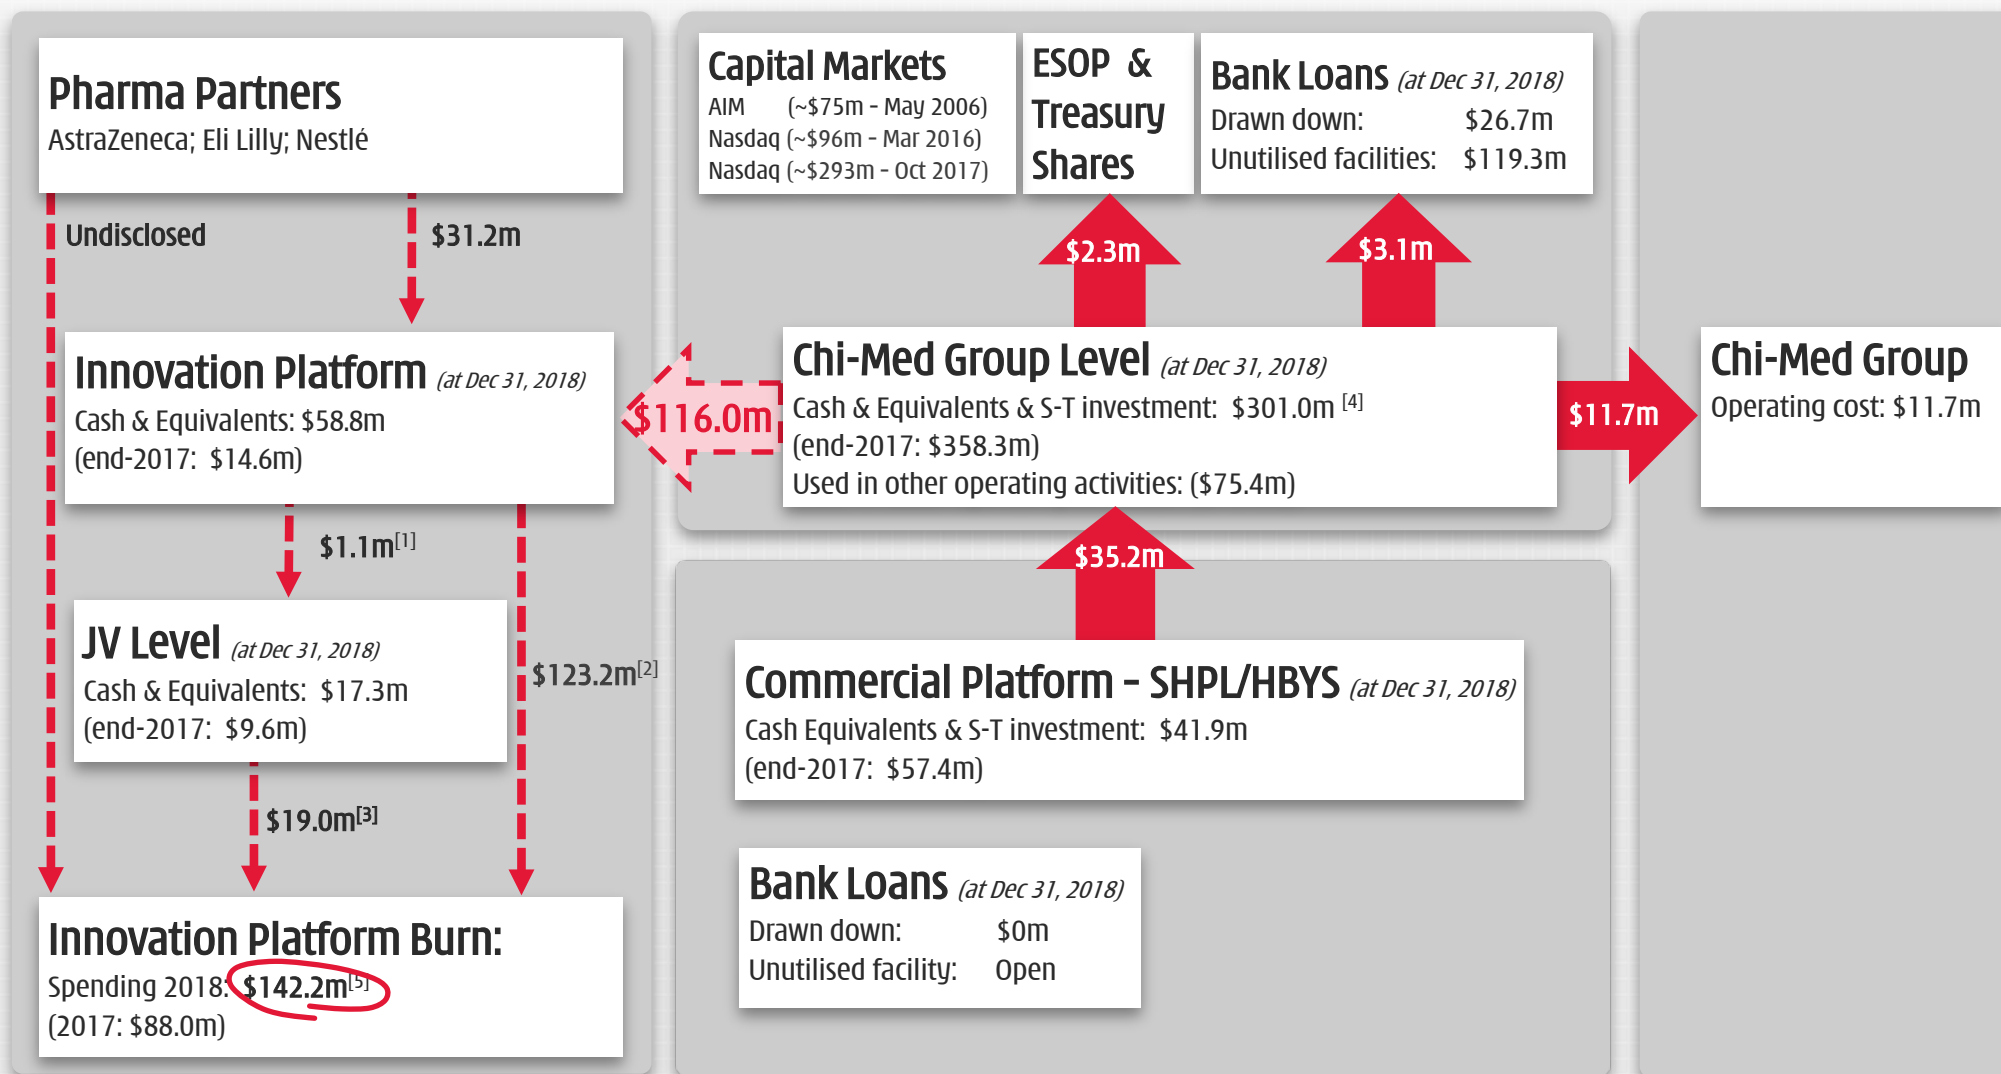 Pharma Partners
AstraZeneca; Eli Lilly; Nestlé
Undisclosed
$31.2m
Innovation Platform (at Dec 31, 2018)
Cash & Equivalents: $58.8m
(end-2017: $14.6m)
$1.1m[1]
JV Level (at Dec 31, 2018)
Cash & Equivalents: $17.3m
(end-2017: $9.6m)
$123.2m[2]
$19.0m[3]
Innovation Platform Burn:
Spending 2018: $142.2m[5]
(2017: $88.0m)
Capital Markets
AIM (~$75m - May 2006)
Nasdaq (~$96m - Mar 2016)
Nasdaq (~$293m - Oct 2017)
ESOP &
Treasury
Shares
Bank Loans (at Dec 31, 2018)
Drawn down: $26.7m
Unutilised facilities: $119.3m
$2.3m
$3.1m
$116.0m
Chi-Med Group Level (at Dec 31, 2018)
Cash & Equivalents & S-T investment: $301.0m [4]
(end-2017: $358.3m)
Used in other operating activities: ($75.4m)
$11.7m
Chi-Med Group
Operating cost: $11.7m
$35.2m
Commercial Platform – SHPL/HBYS (at Dec 31, 2018)
Cash Equivalents & S-T investment: $41.9m
(end-2017: $57.4m)
Bank Loans (at Dec 31, 2018)
Drawn down: $0m
Unutilised facility: Open